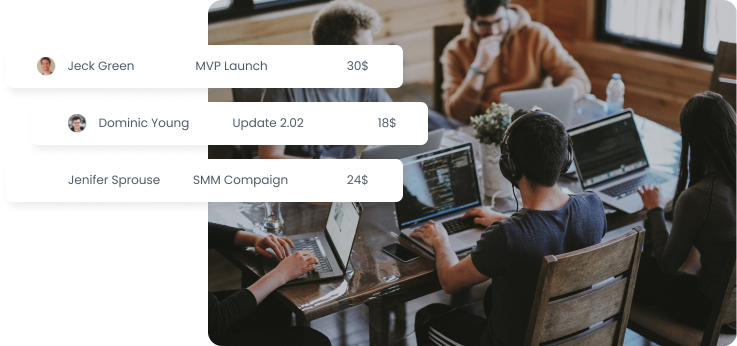 Jeck Green MVP Launch 30$
Dominic Young Update 2.02 18$
Jenifer Sprouse SMM Compaign 24$